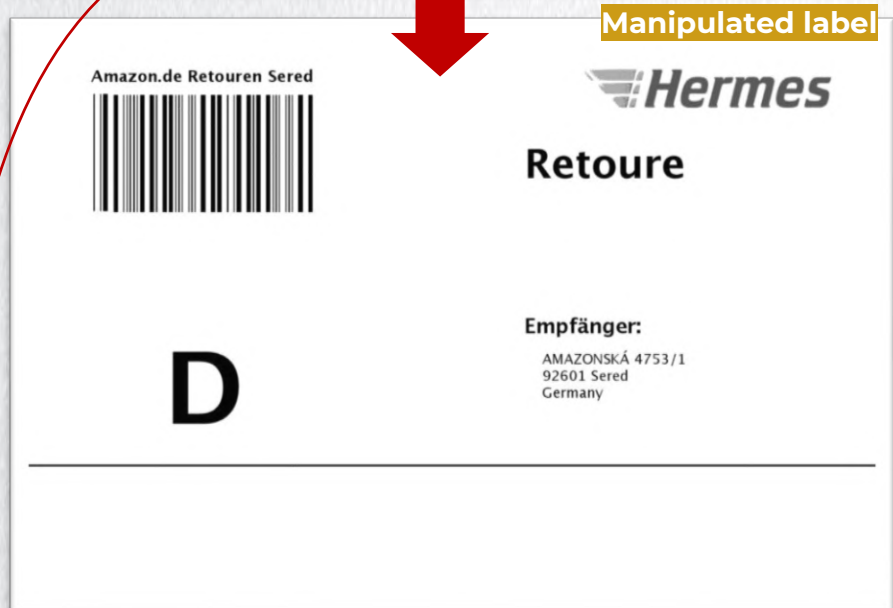 Manipulated label
Amazon.de Retouren Sered
Hermes
Retoure
Empfänger:
AMAZONSKÁ 4753/1
92601 Sered
Germany
D